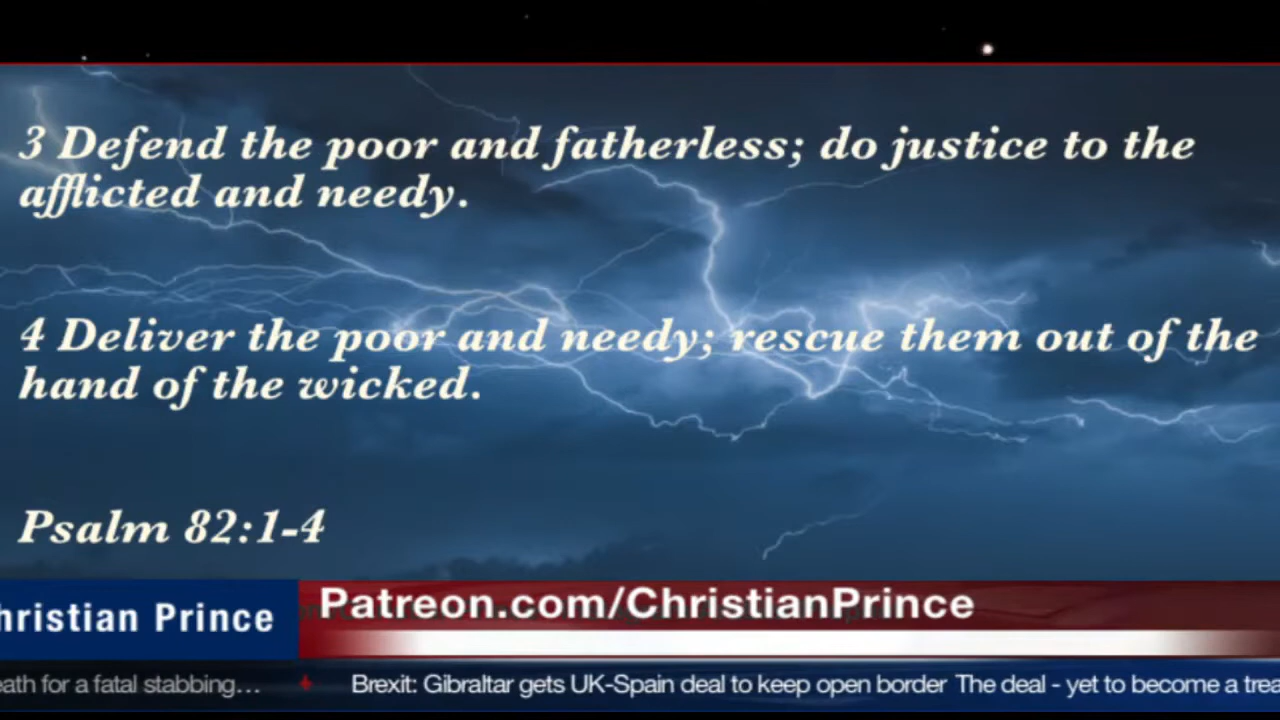 3 Defend the poor and fatherless; do justice to the
afflicted and needy.
4 Deliver the poor and needy; rescue them out of the
hand of the wicked.
Psalm 82:1-4
hristian Prince
Patreon.com/ChristianPrince
eath for a fatal stabbing... Brexit: Gibraltar gets UK-Spain deal to keep open border The deal - yet to become a trea